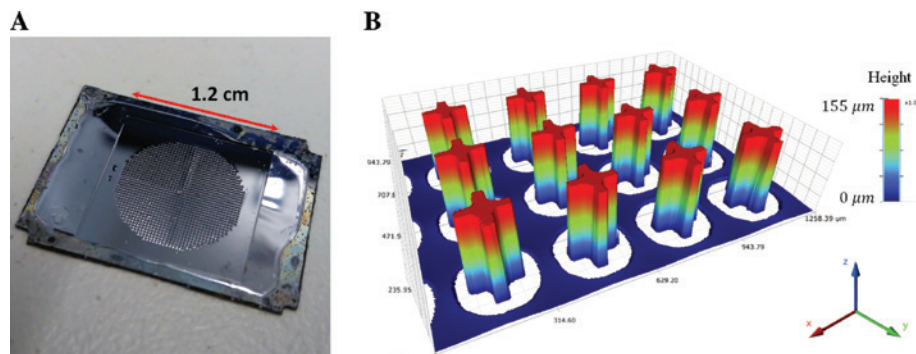 A
1.2 cm
B
Height
155 μm
0 μm
943.79
707.8
471.9
235.95
314.60
629.20
943.79
1258.39 μm
z
x
y